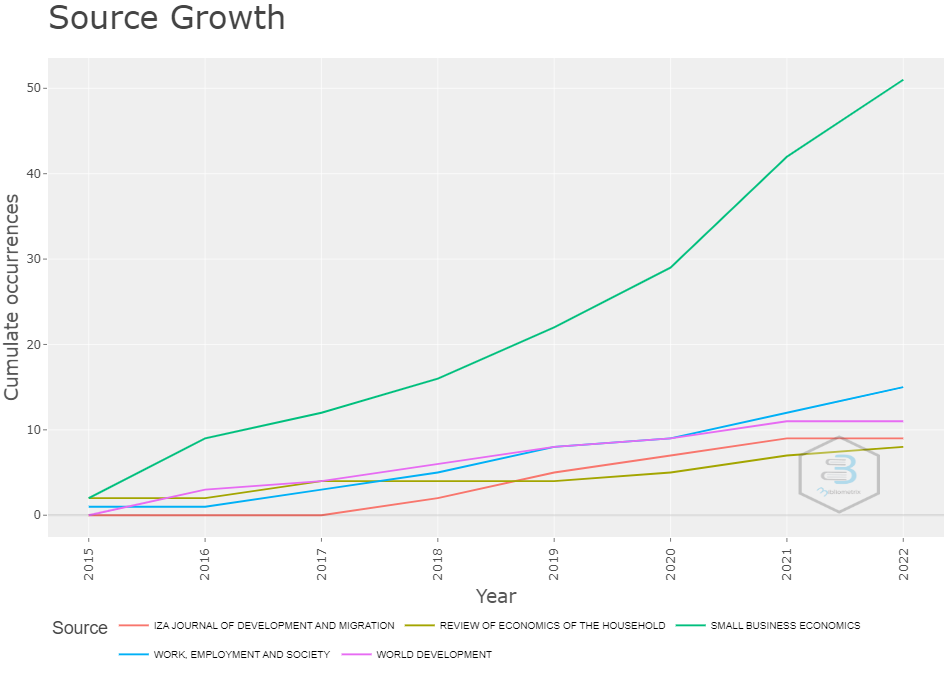 Source Growth
50
40
30
20
10
0
Cumulate occurrences
2015
2016
2017
2018
2019
2020
2021
2022
Year
Source
IZA JOURNAL OF DEVELOPMENT AND MIGRATION
REVIEW OF ECONOMICS OF THE HOUSEHOLD
SMALL BUSINESS ECONOMICS
WORK, EMPLOYMENT AND SOCIETY
WORLD DEVELOPMENT